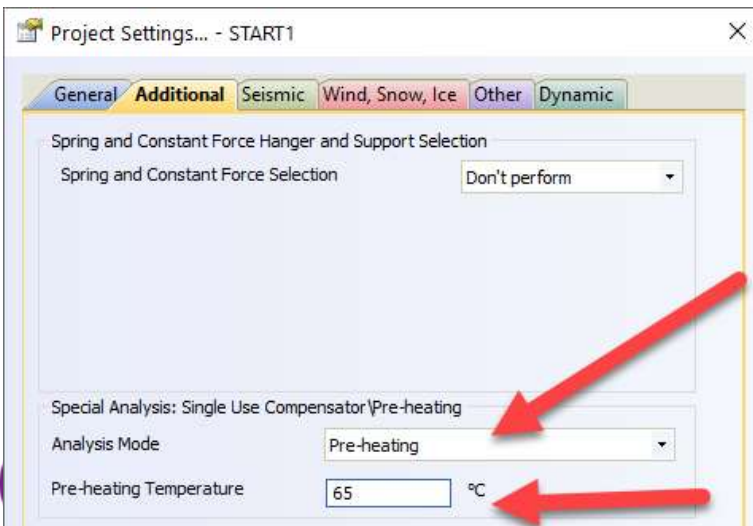 Project Settings... - START1
General Additional Seismic Wind, Snow, Ice Other Dynamic
Spring and Constant Force Hanger and Support Selection
Spring and Constant Force Selection Don't perform
Special Analysis: Single Use Compensator\Pre-heating
Analysis Mode Pre-heating
Pre-heating Temperature 65 ºC